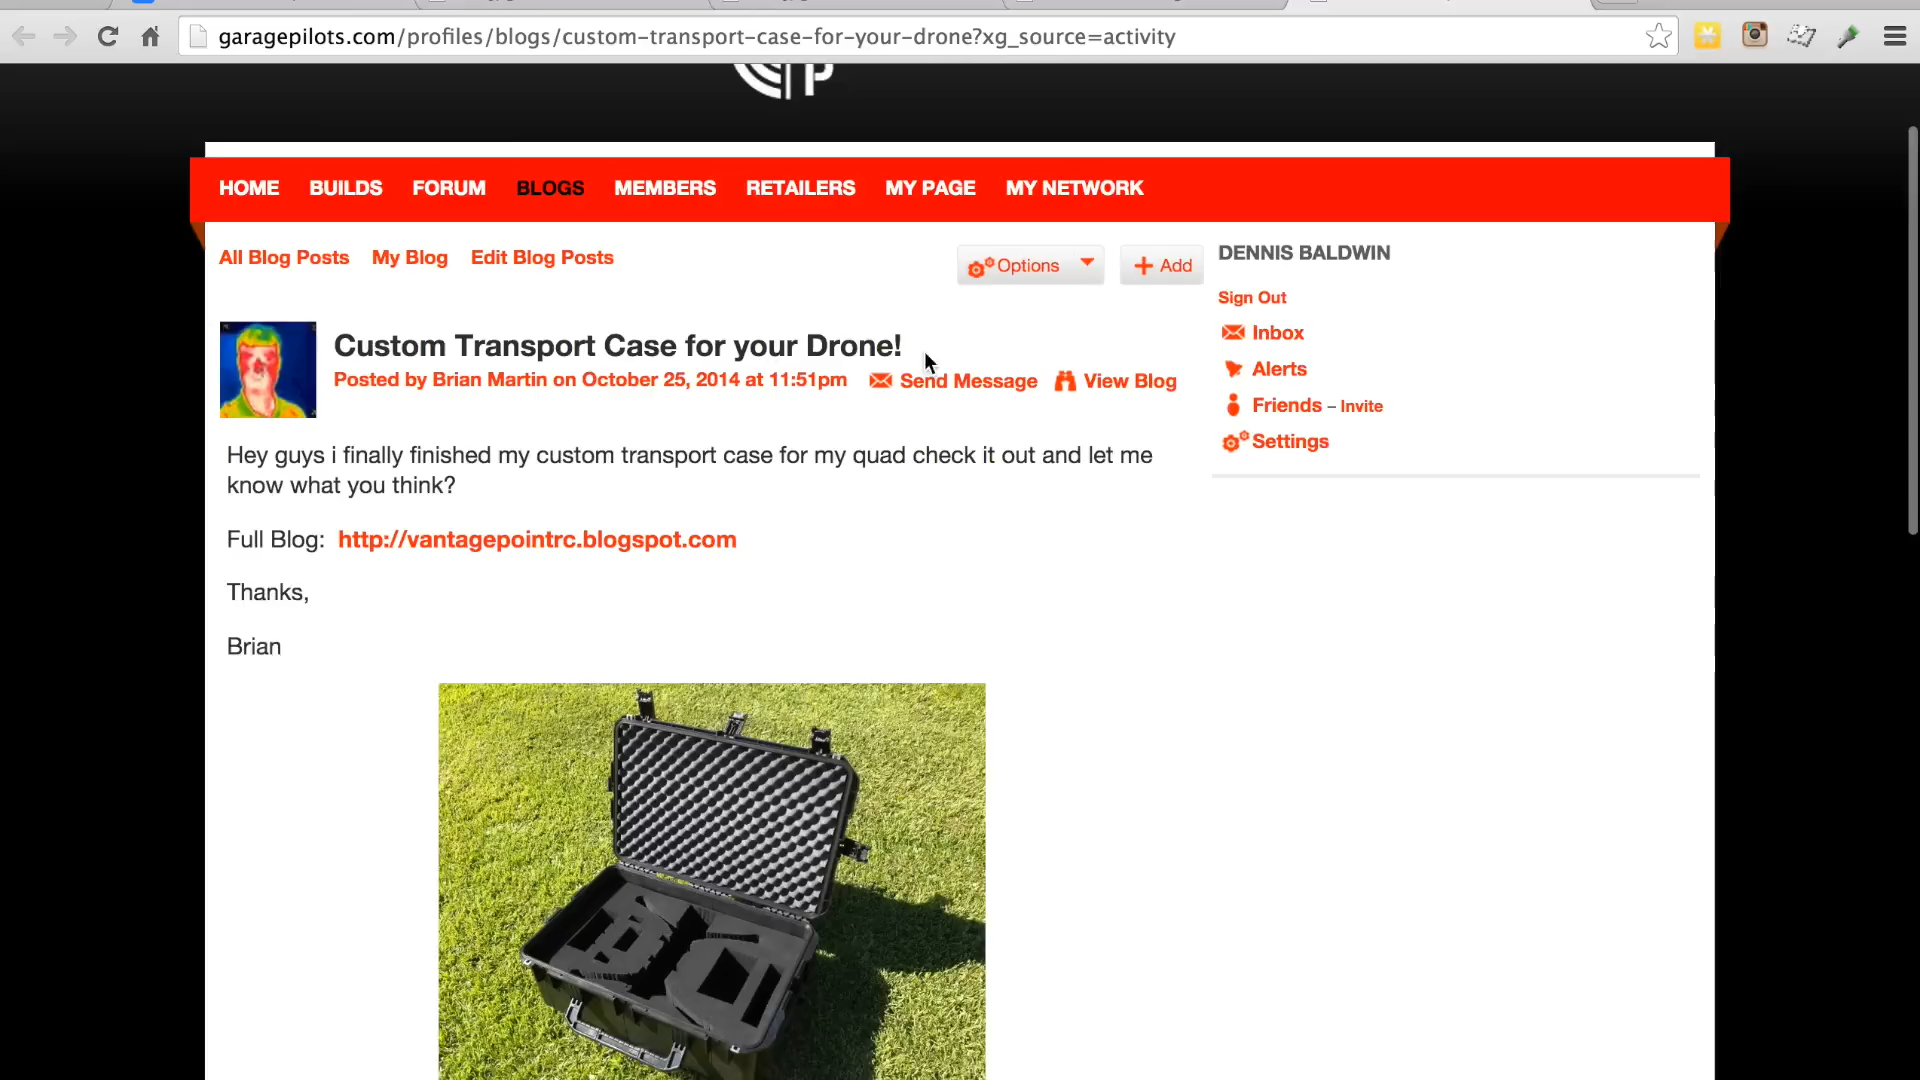 garagepilots.com/profiles/blogs/custom-transport-case-for-your-drone?xg_source=activity
P
HOME BUILDS FORUM BLOGS MEMBERS RETAILERS MY PAGE MY NETWORK
All Blog Posts My Blog Edit Blog Posts
Options + Add
DENNIS BALDWIN
Sign Out
Inbox
Alerts
Friends – Invite
Settings
Custom Transport Case for your Drone!
Posted by Brian Martin on October 25, 2014 at 11:51pm Send Message View Blog
Hey guys i finally finished my custom transport case for my quad check it out and let me
know what you think?
Full Blog: http://vantagepointrc.blogspot.com
Thanks,
Brian